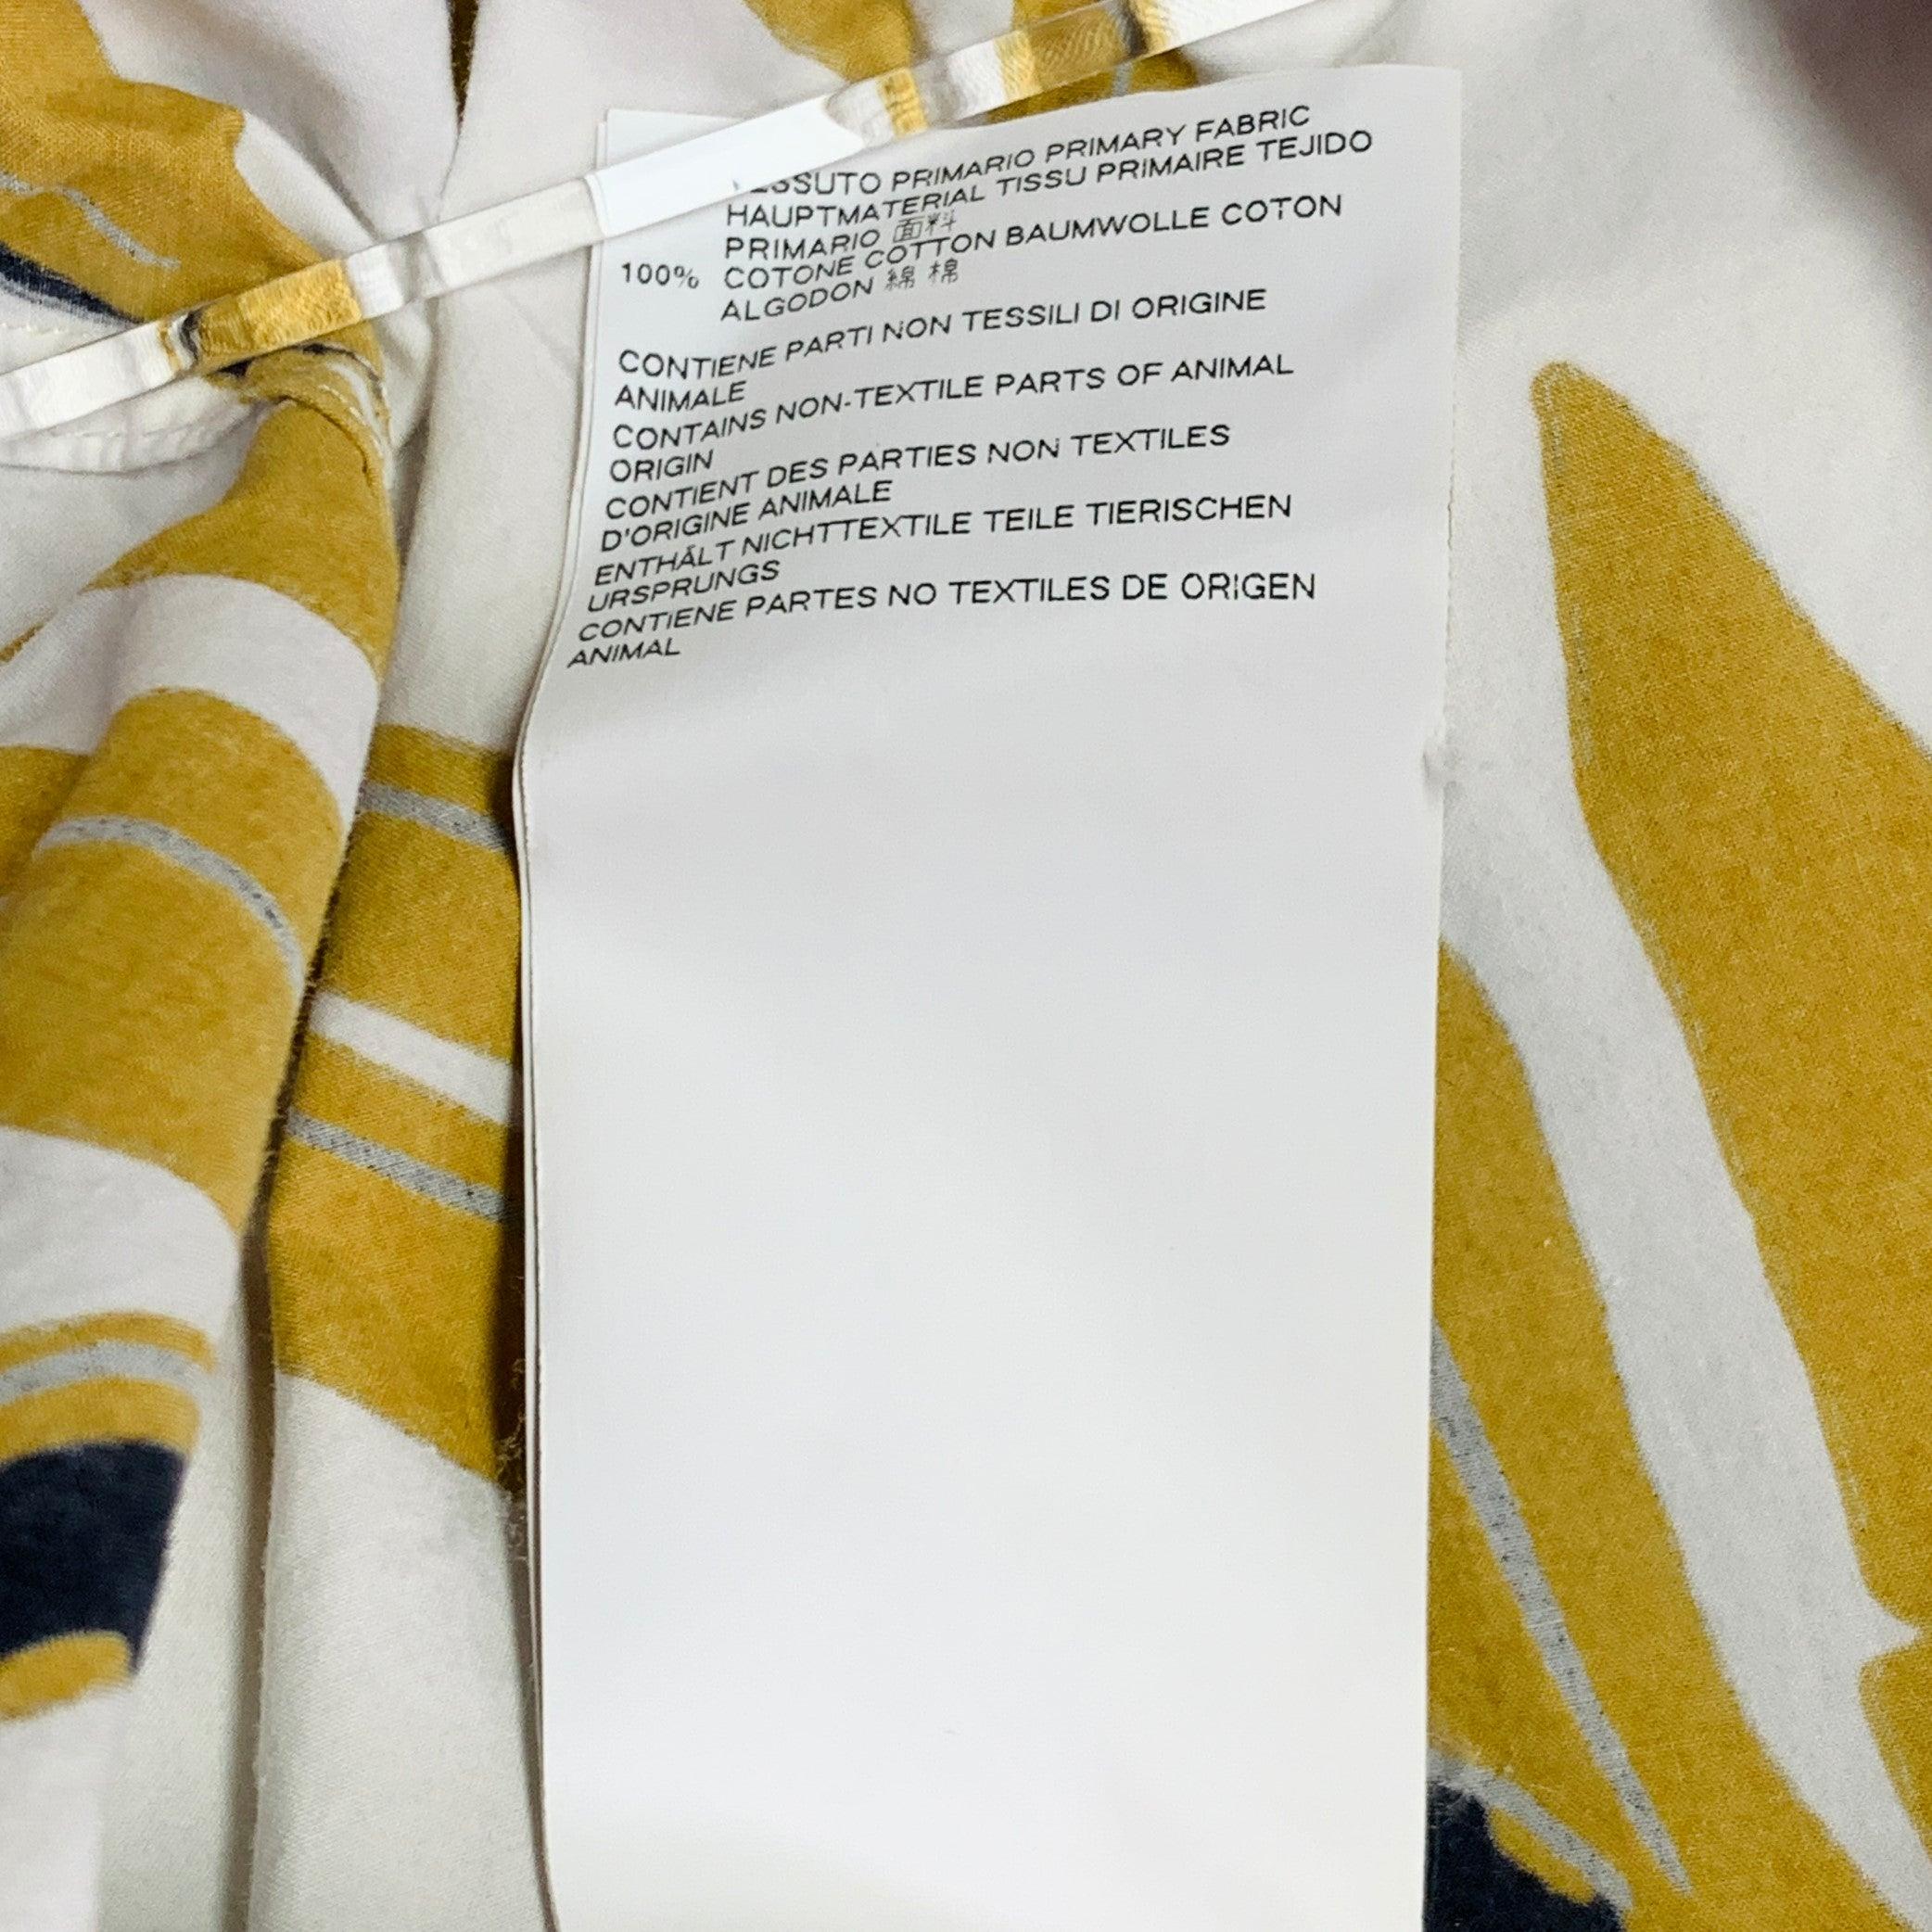 TESSUTO PRIMARIO PRIMARY FABRIC
HAUPTMATERIAL TISSU PRIMAIRE TEJIDO
PRIMARIO 面料
100% COTONE COTTON BAUMWOLLE COTON
ALGODON 綿 棉
CONTIENE PARTI NON TESSILI DI ORIGINE
ANIMALE
CONTAINS NON-TEXTILE PARTS OF ANIMAL
ORIGIN
CONTIENT DES PARTIES NON TEXTILES
D'ORIGINE ANIMALE
ENTHÄLT NICHTTEXTILE TEILE TIERISCHEN
URSPRUNGS
CONTIENE PARTES NO TEXTILES DE ORIGEN
ANIMAL